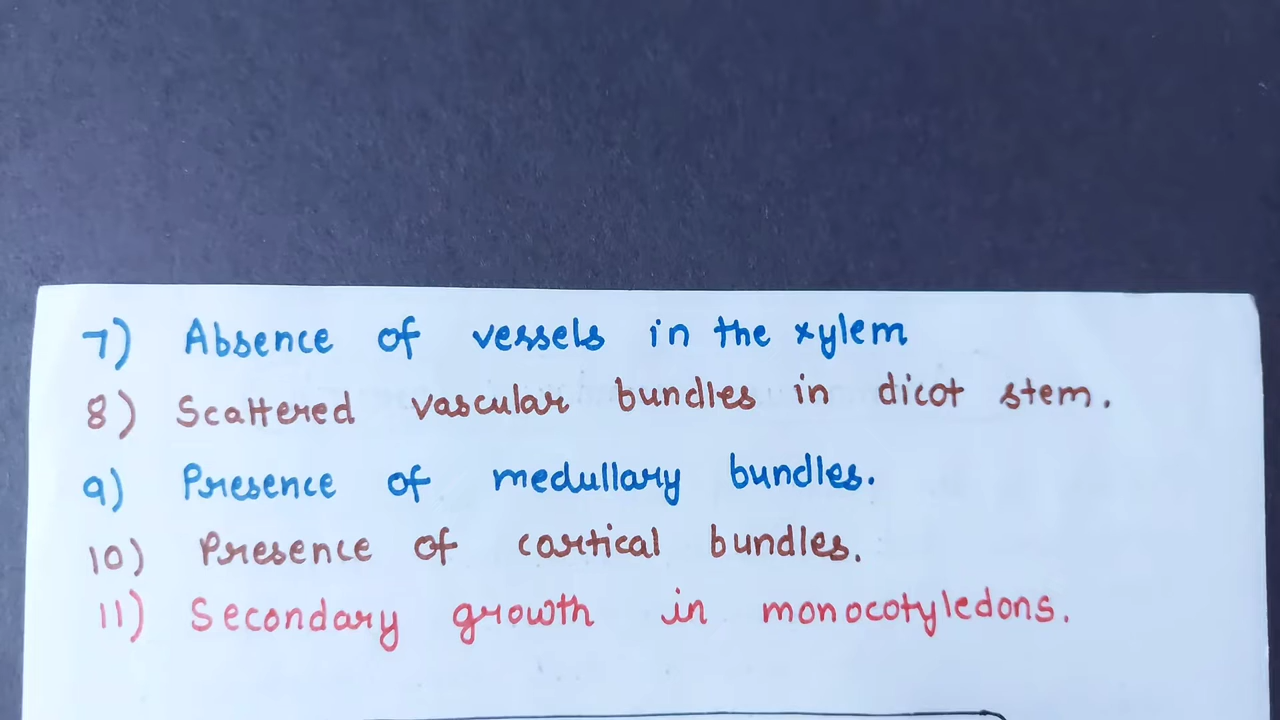 7) Absence of vessels in the xylem
8) Scattered vascular bundles in dicot stem.
9) Presence of medullary bundles.
10) Presence of cortical bundles.
11) Secondary growth in monocotyledons.